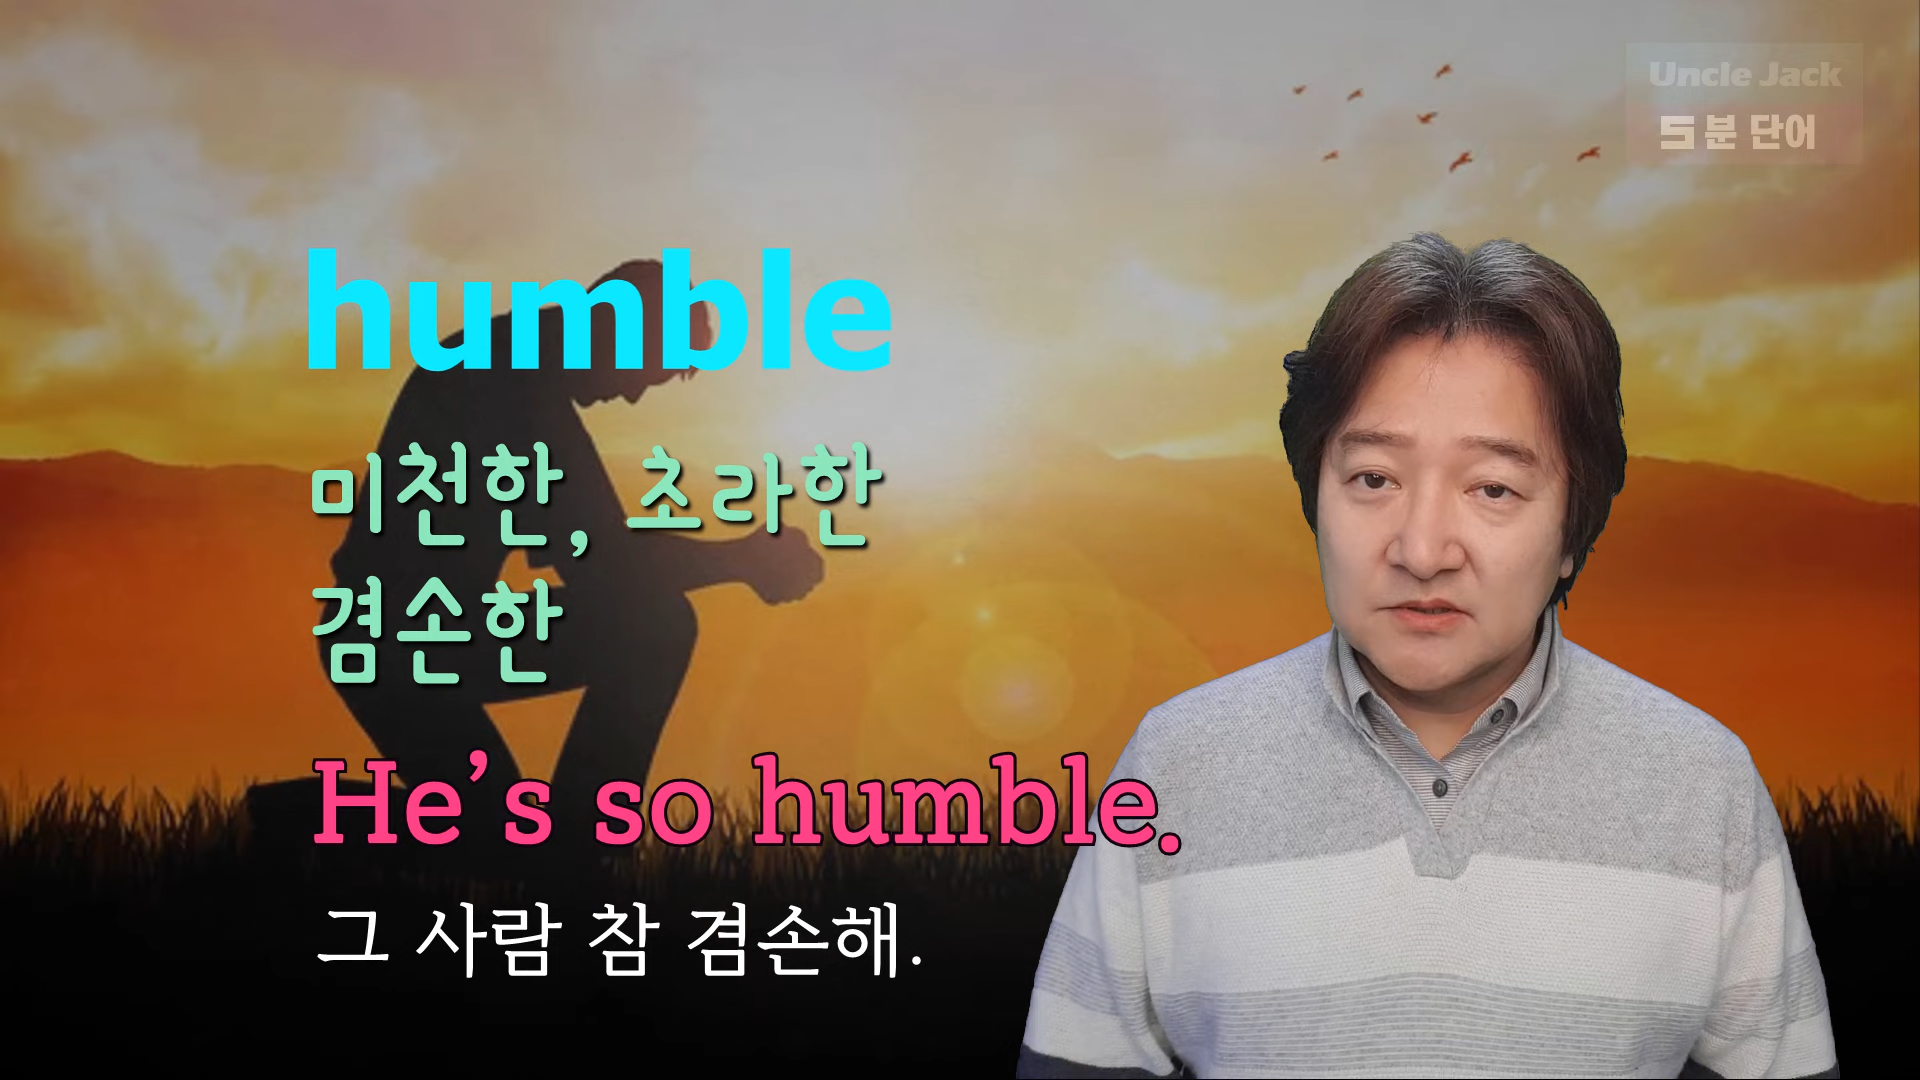 Uncle Jack
5분 단어
humble
미천한, 초라한
겸손한
He's so humble.
그 사람 참 겸손해.